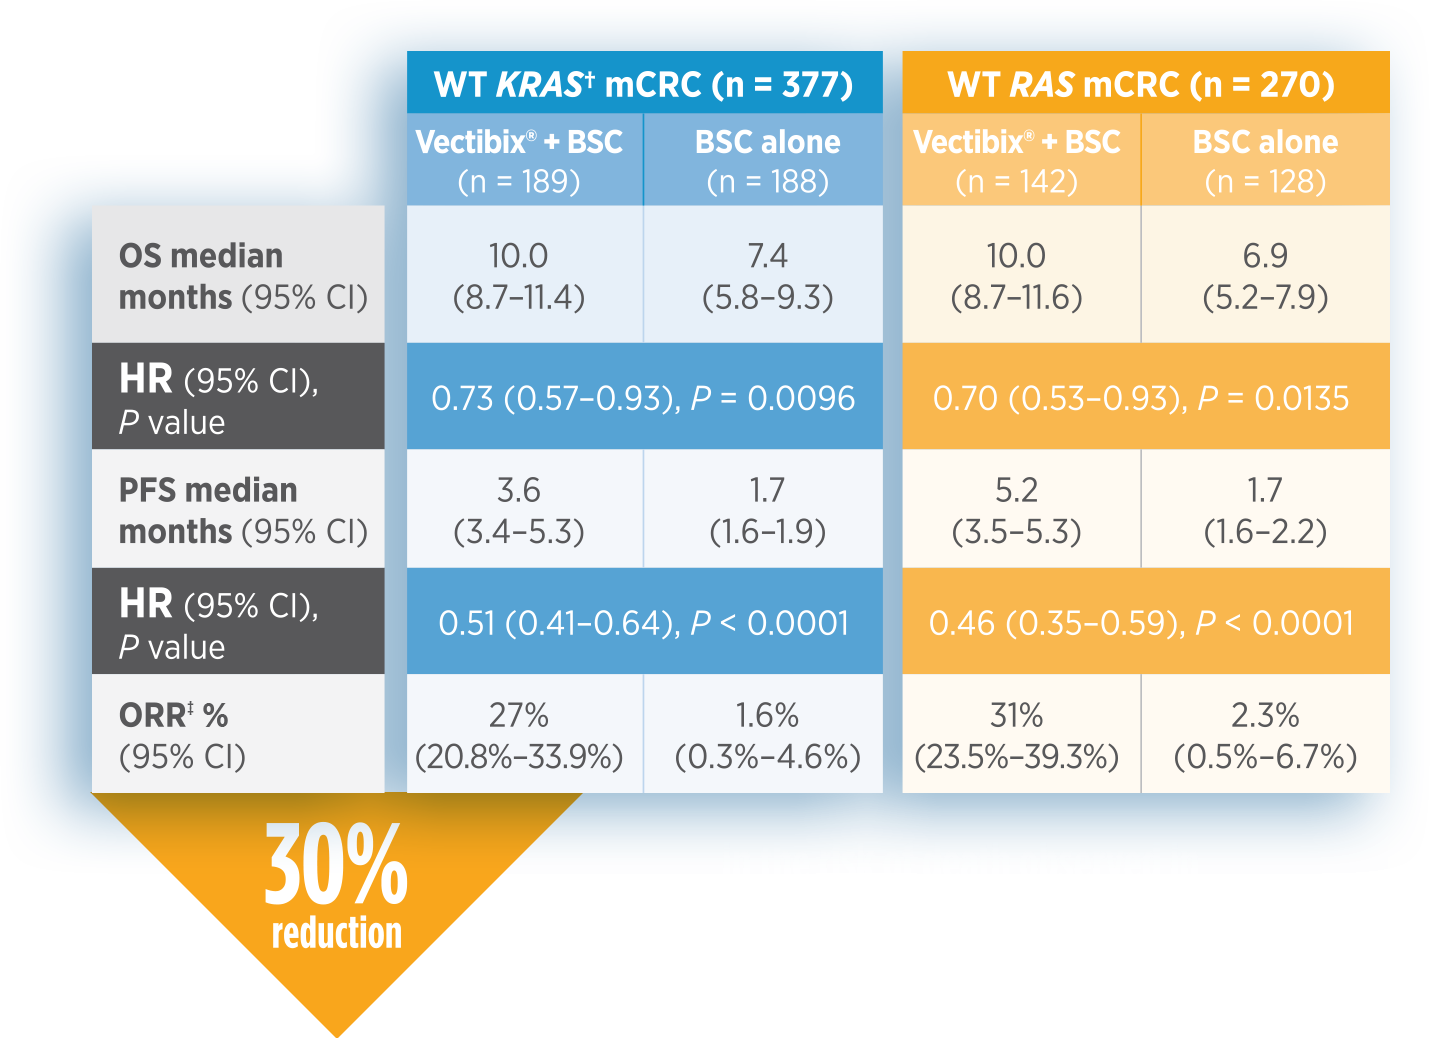 WT KRAS† mCRC (n = 377)
WT RAS mCRC (n = 270)
Vectibix® + BSC
(n = 189)
BSC alone
(n = 188)
Vectibix® + BSC
(n = 142)
BSC alone
(n = 128)
OS median
months (95% CI)
10.0
(8.7–11.4)
7.4
(5.8–9.3)
10.0
(8.7–11.6)
6.9
(5.2–7.9)
HR (95% CI),
P value
0.73 (0.57–0.93), P = 0.0096
0.70 (0.53–0.93), P = 0.0135
PFS median
months (95% CI)
3.6
(3.4–5.3)
1.7
(1.6–1.9)
5.2
(3.5–5.3)
1.7
(1.6–2.2)
HR (95% CI),
P value
0.51 (0.41–0.64), P < 0.0001
0.46 (0.35–0.59), P < 0.0001
ORR‡ %
(95% CI)
27%
(20.8%–33.9%)
1.6%
(0.3%–4.6%)
31%
(23.5%–39.3%)
2.3%
(0.5%–6.7%)
30%
reduction